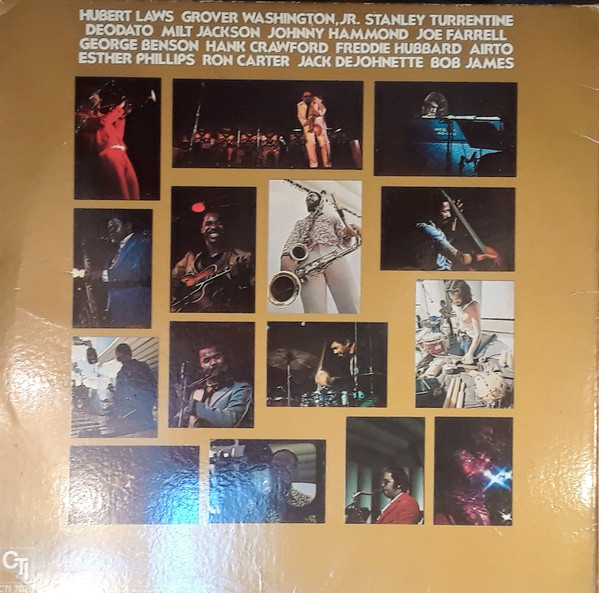 HUBERT LAWS GROVER WASHINGTON, JR. STANLEY TURRENTINE
DEODATO MILT JACKSON JOHNNY HAMMOND JOE FARRELL
GEORGE BENSON HANK CRAWFORD FREDDIE HUBBARD AIRTO
ESTHER PHILLIPS RON CARTER JACK DEJOHNETTE BOB JAMES
CTI